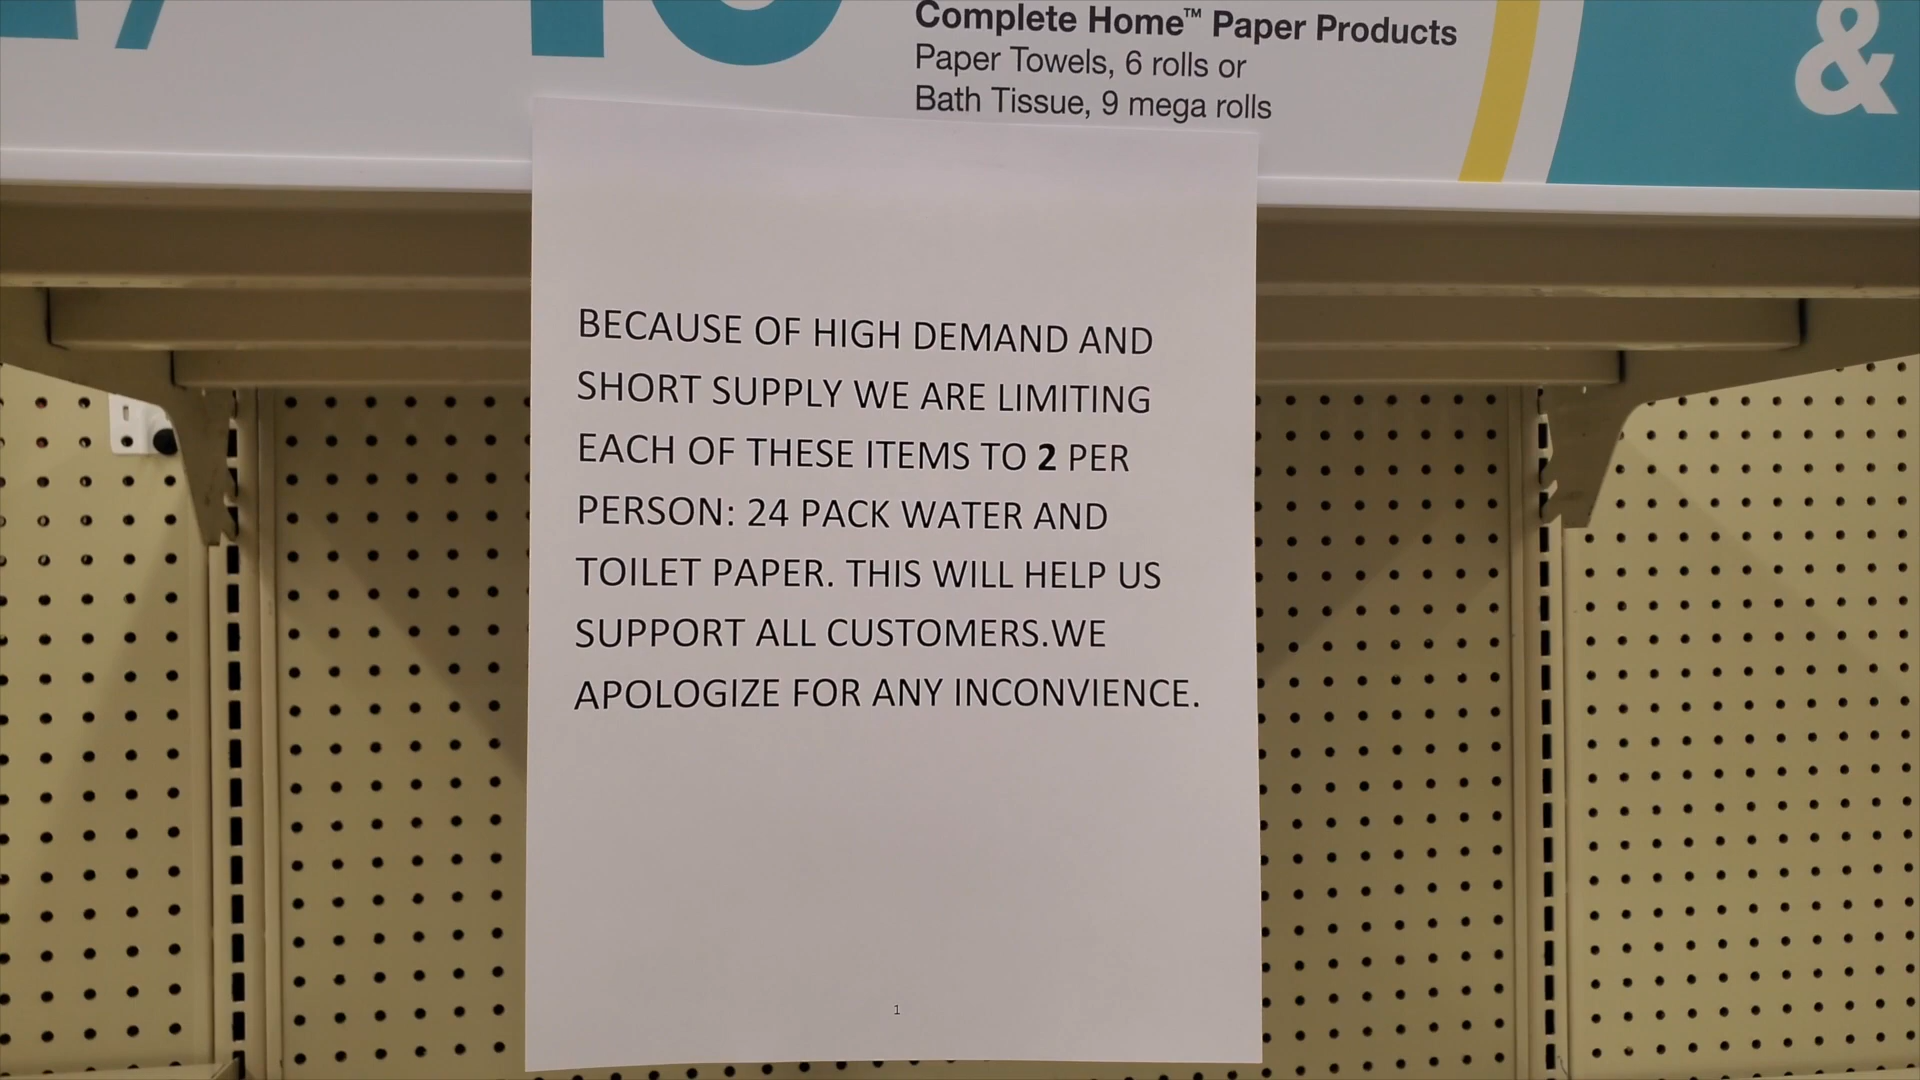 Complete Home™ Paper Products
Paper Towels, 6 rolls or
Bath Tissue, 9 mega rolls
&
BECAUSE OF HIGH DEMAND AND
SHORT SUPPLY WE ARE LIMITING
EACH OF THESE ITEMS TO 2 PER
PERSON: 24 PACK WATER AND
TOILET PAPER. THIS WILL HELP US
SUPPORT ALL CUSTOMERS.WE
APOLOGIZE FOR ANY INCONVIENCE.
1